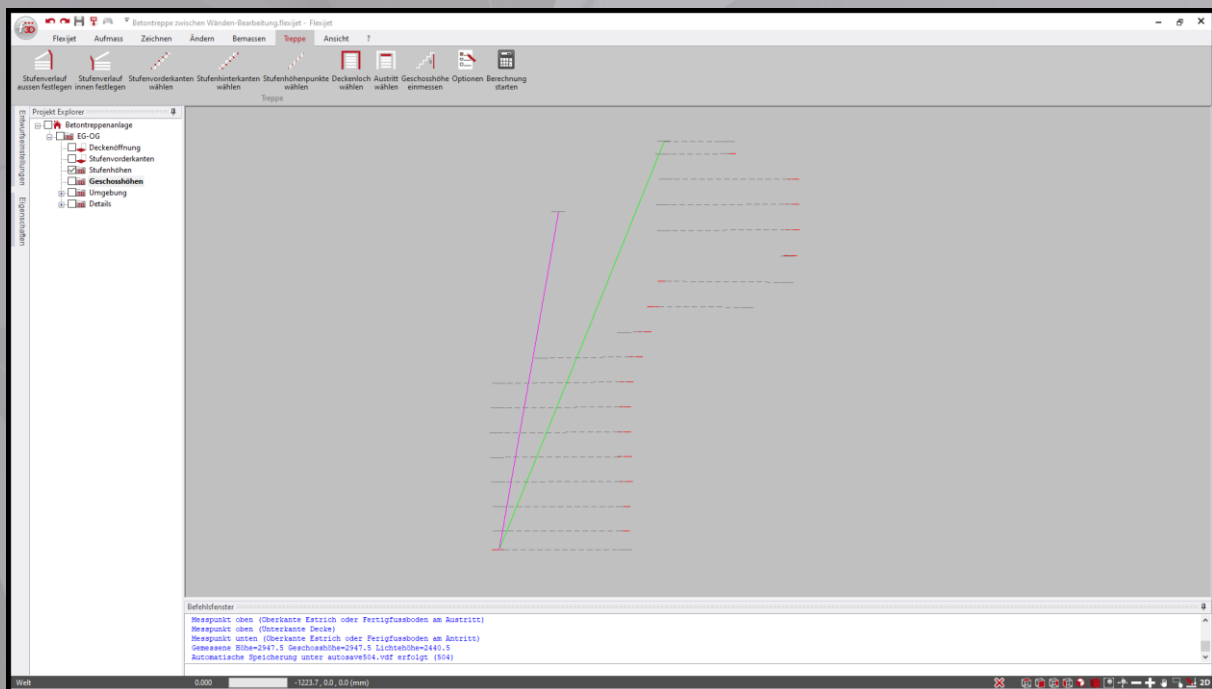 3D
Betontreppe zwischen Wänden-Bearbeitung.flexijet - Flexijet
Flexijet Aufmass Zeichnen Ändern Bemassen Treppe Ansicht ?
Stufenverlauf aussen festlegen
Stufenverlauf innen festlegen
Stufenvorderkanten wählen
Stufenhinterkanten wählen
Stufenhöhenpunkte wählen
Deckenloch wählen
Austritt wählen
Geschosshöhe einmessen
Optionen
Berechnung starten
Treppe
Entwurfseinstellungen
Eigenschaften
Projekt Explorer
Betontreppenanlage
EG-OG
Deckenöffnung
Stufenvorderkanten
Stufenhöhen
Geschosshöhen
Umgebung
Details
Befehlsfenster
Messpunkt oben (Oberkante Estrich oder Fertigfussboden am Austritt)
Messpunkt oben (Unterkante Decke)
Messpunkt unten (Oberkante Estrich oder Ferigfussboden am Antritt)
Gemessene Höhe=2947.5 Geschosshöhe=2947.5 Lichtehöhe=2440.5
Automatische Speicherung unter autosave504.vdf erfolgt (504)
Welt 0.000 -1223.7, 0.0, 0.0 (mm) 2D